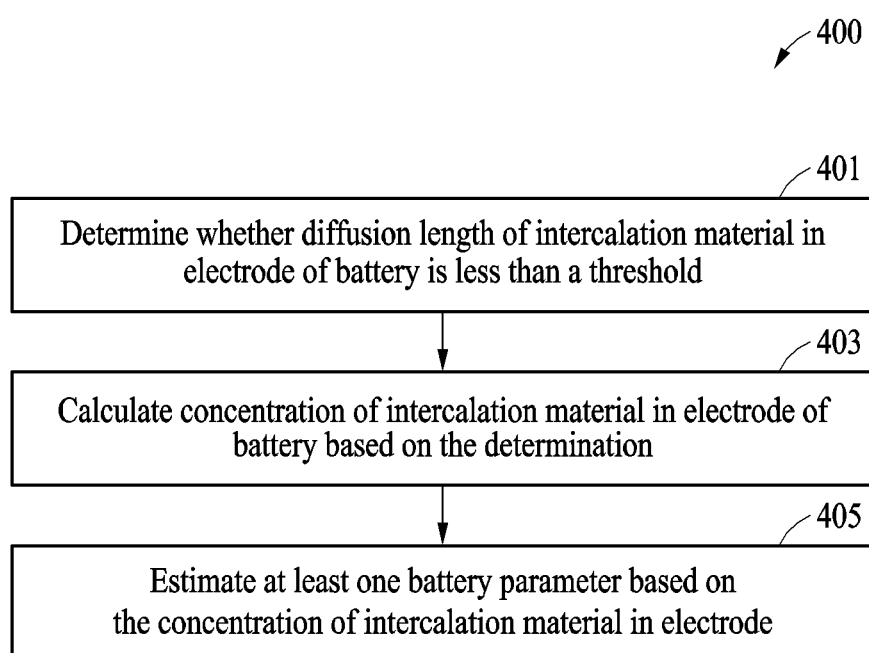 400
401
Determine whether diffusion length of intercalation material in
electrode of battery is less than a threshold
403
Calculate concentration of intercalation material in electrode of
battery based on the determination
405
Estimate at least one battery parameter based on
the concentration of intercalation material in electrode